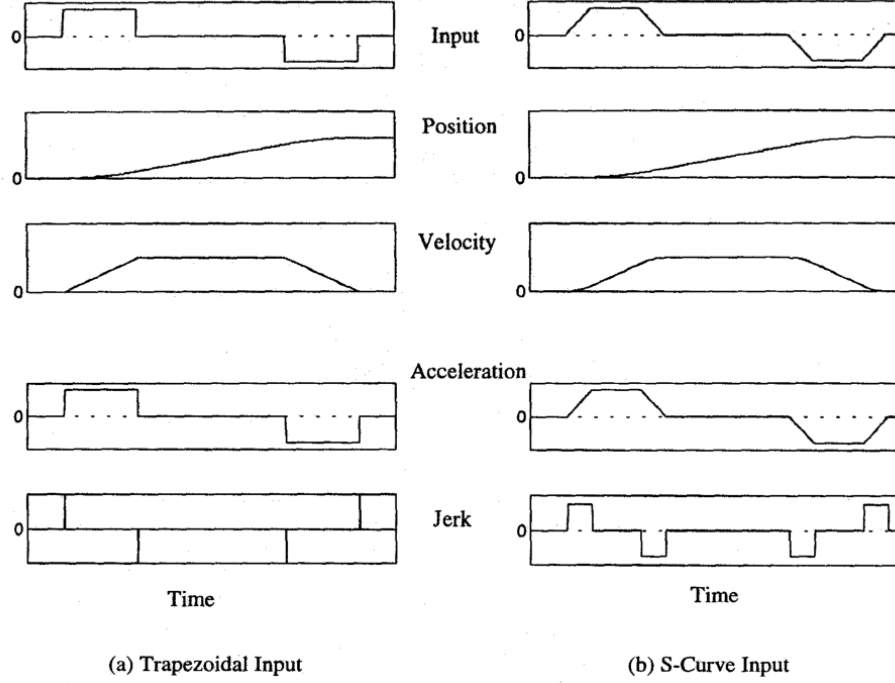 0 Input 0
0 Position 0
0 Velocity 0
Acceleration
0 0
0 Jerk 0
Time Time
(a) Trapezoidal Input (b) S-Curve Input